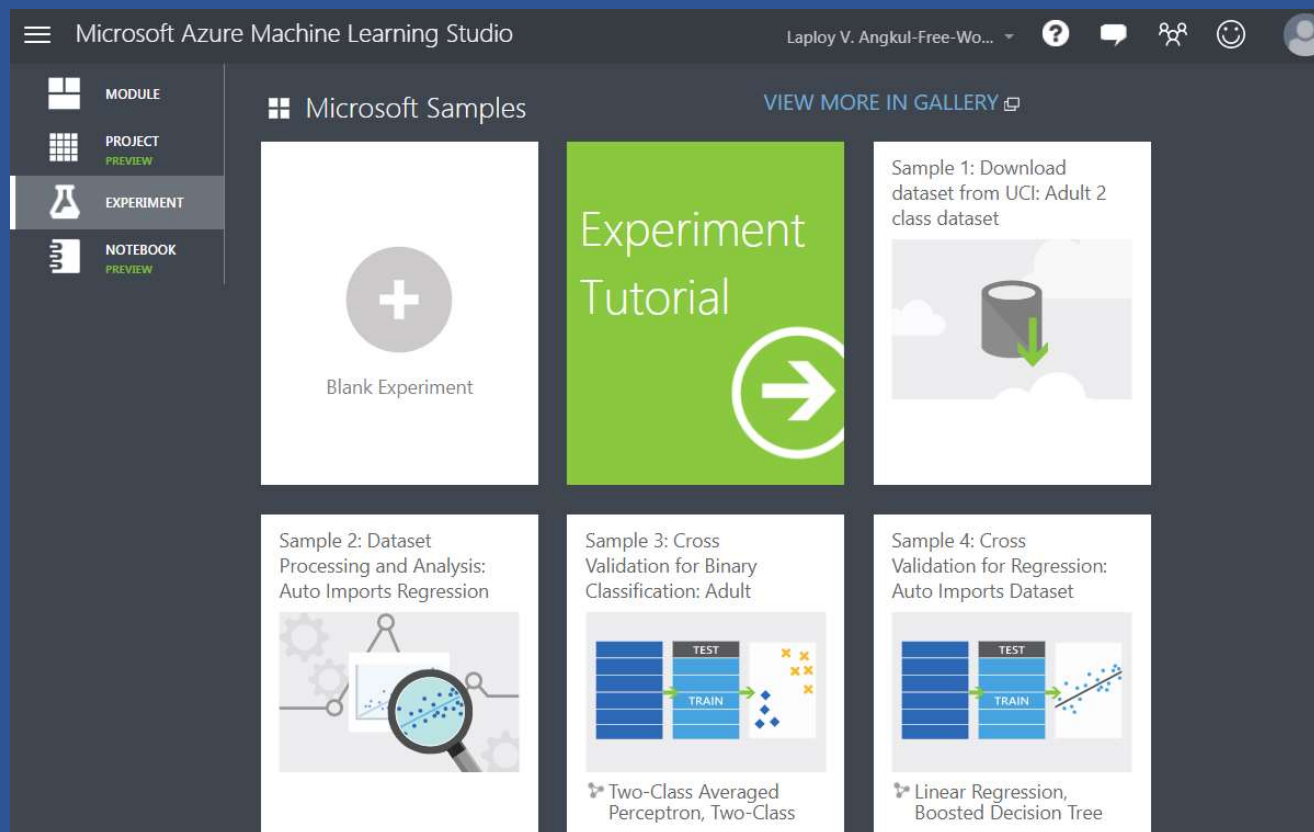 Microsoft Azure Machine Learning Studio
Laploy V. Angkul-Free-Wo...
?
MODULE
PROJECT
PREVIEW
EXPERIMENT
NOTEBOOK
PREVIEW
Microsoft Samples
VIEW MORE IN GALLERY
Blank Experiment
Experiment
Tutorial
Sample 1: Download
dataset from UCI: Adult 2
class dataset
Sample 2: Dataset
Processing and Analysis:
Auto Imports Regression
Sample 3: Cross
Validation for Binary
Classification: Adult
TEST
TRAIN
Two-Class Averaged
Perceptron, Two-Class
Sample 4: Cross
Validation for Regression:
Auto Imports Dataset
TEST
TRAIN
Linear Regression,
Boosted Decision Tree